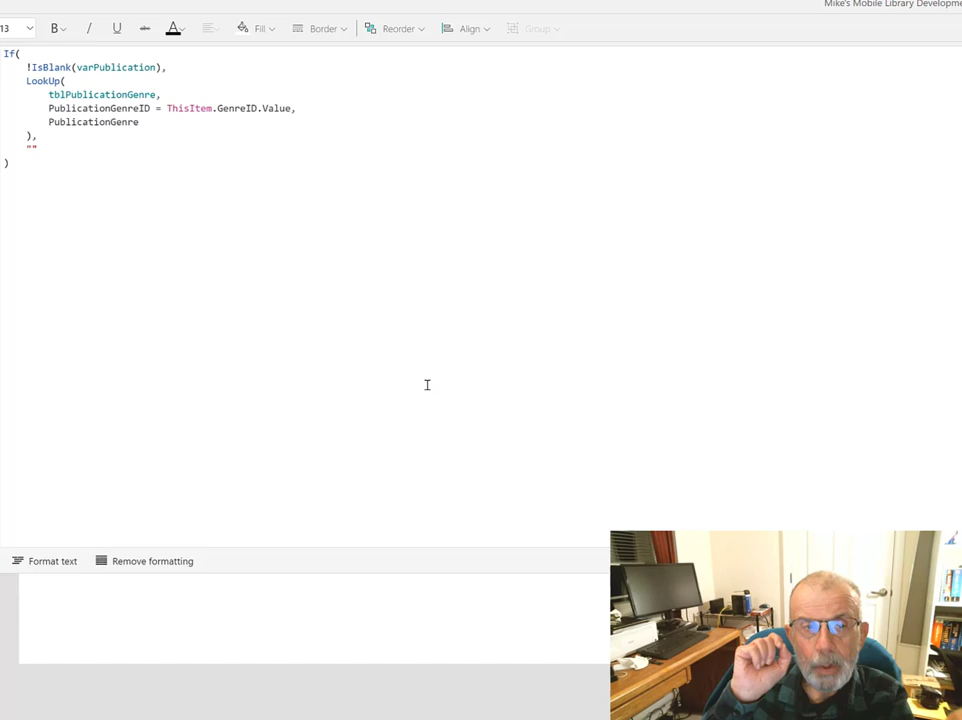 Mike's Mobile Library Developme
13 B / U abc A Fill Border Reorder Align Group
If(
!IsBlank(varPublication),
LookUp(
tblPublicationGenre,
PublicationGenreID = ThisItem.GenreID.Value,
PublicationGenre
),
""
)
Format text Remove formatting